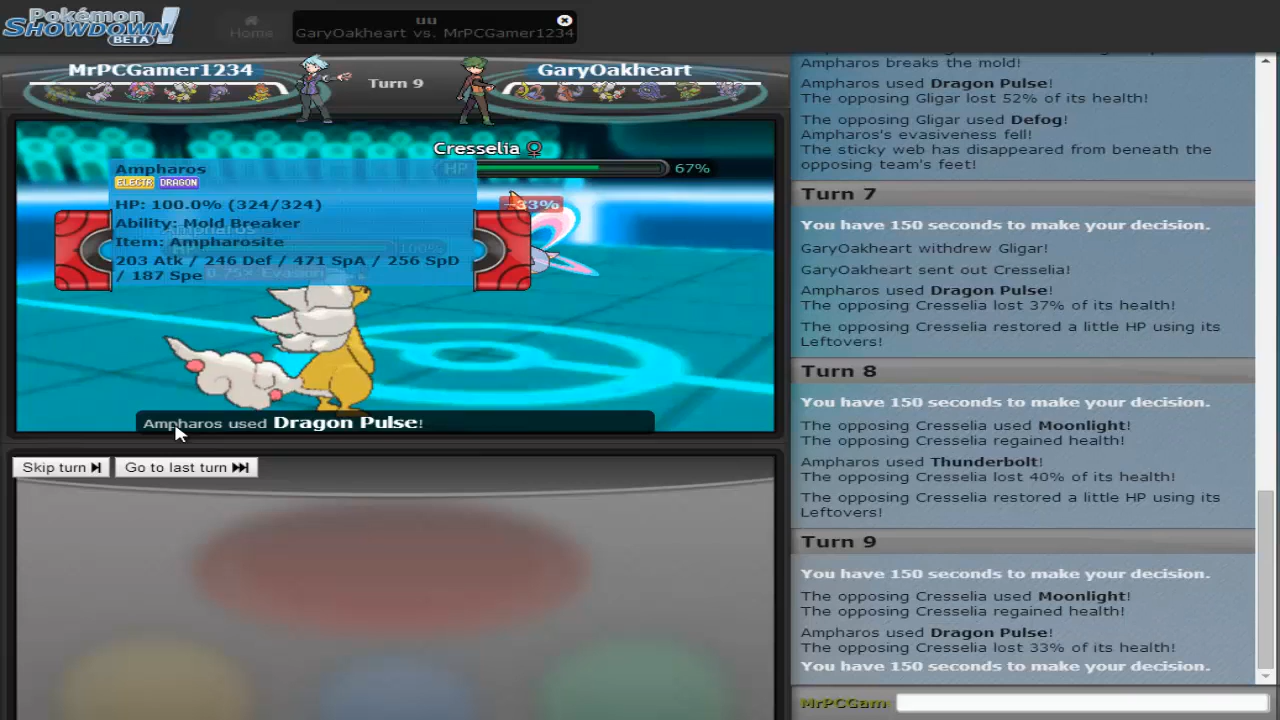 Pokémon
SHOWDOWN!
BETA
Home
uu
GaryOakheart vs. MrPCGamer1234
MrPCGamer1234
Turn 9
GaryOakheart
Cresselia ♀
HP
67%
−33%
Ampharos
ELECTR DRAGON
HP: 100.0% (324/324)
Ability: Mold Breaker
Item: Ampharosite
203 Atk / 246 Def / 471 SpA / 256 SpD
/ 187 Spe
Ampharos
HP
100%
0.75× Evasion
Ampharos used Dragon Pulse!
Skip turn
Go to last turn
Ampharos breaks the mold!
Ampharos used Dragon Pulse!
The opposing Gligar lost 52% of its health!
The opposing Gligar used Defog!
Ampharos's evasiveness fell!
The sticky web has disappeared from beneath the
opposing team's feet!
Turn 7
You have 150 seconds to make your decision.
GaryOakheart withdrew Gligar!
GaryOakheart sent out Cresselia!
Ampharos used Dragon Pulse!
The opposing Cresselia lost 37% of its health!
The opposing Cresselia restored a little HP using its
Leftovers!
Turn 8
You have 150 seconds to make your decision.
The opposing Cresselia used Moonlight!
The opposing Cresselia regained health!
Ampharos used Thunderbolt!
The opposing Cresselia lost 40% of its health!
The opposing Cresselia restored a little HP using its
Leftovers!
Turn 9
You have 150 seconds to make your decision.
The opposing Cresselia used Moonlight!
The opposing Cresselia regained health!
Ampharos used Dragon Pulse!
The opposing Cresselia lost 33% of its health!
You have 150 seconds to make your decision.
MrPCGam